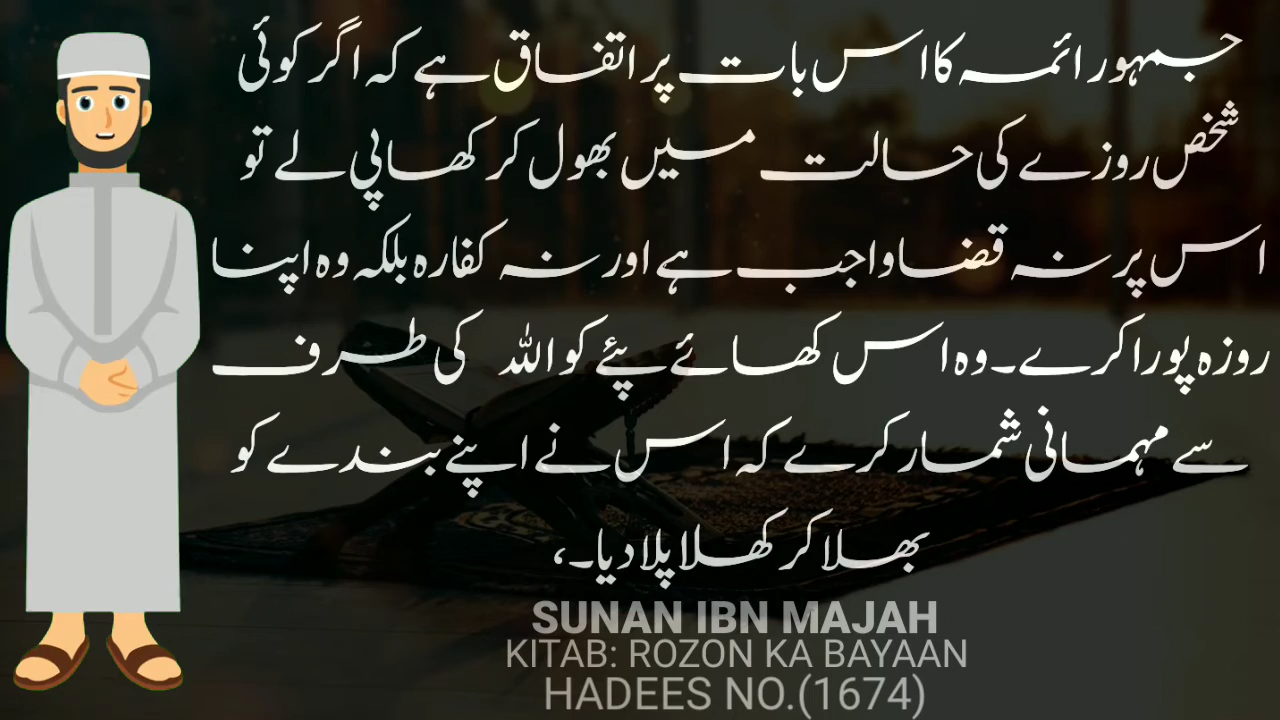 جمہور ائمہ کا اس بات پر اتفاق ہے کہ اگر کوئی
شخص روزے کی حالت میں بھول کر کھا پی لے تو
اس پر نہ قضا واجب ہے اور نہ کفارہ بلکہ وہ اپنا
روزہ پورا کرے۔ وہ اس کھائے پئے کو اللہ کی طرف
سے مہمانی شمار کرے کہ اس نے اپنے بندے کو
بھلا کر کھلا پلا دیا۔،
SUNAN IBN MAJAH
KITAB: ROZON KA BAYAAN
HADEES NO.(1674)